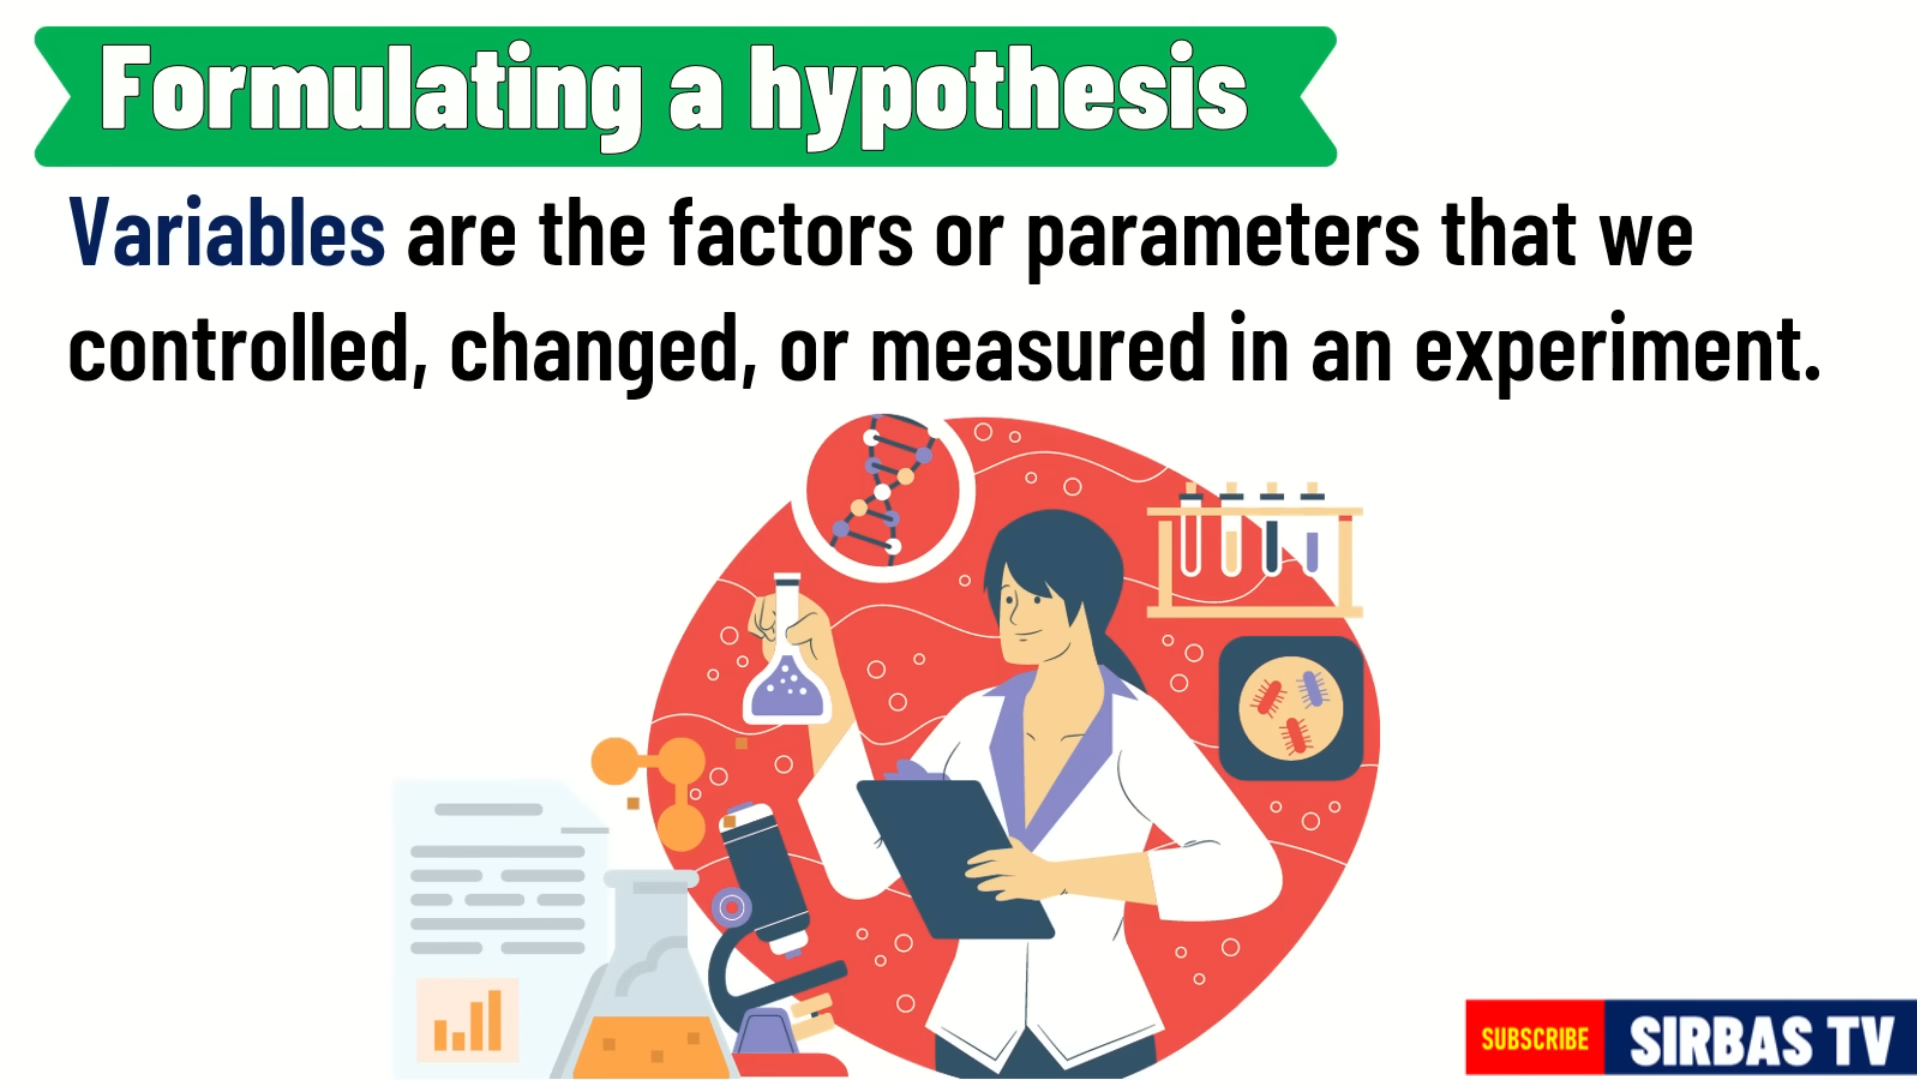 Formulating a hypothesis
Variables are the factors or parameters that we
controlled, changed, or measured in an experiment.
SUBSCRIBE SIRBAS TV